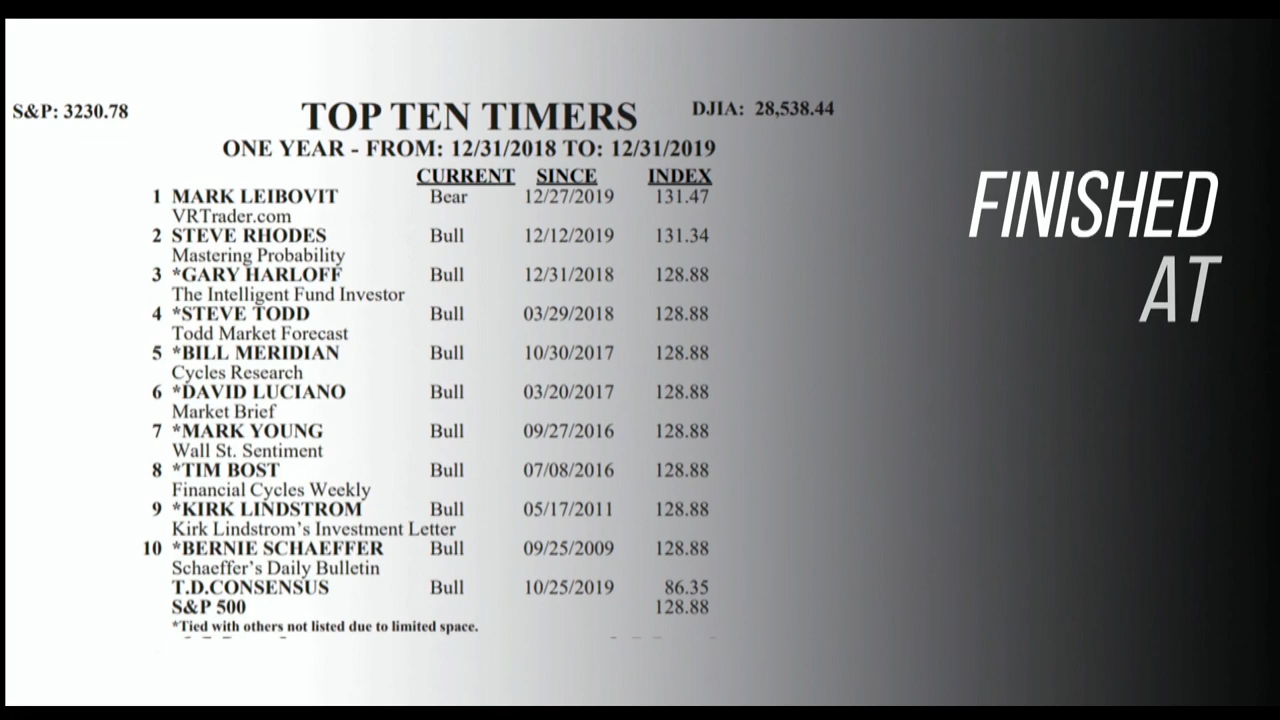 S&P: 3230.78
TOP TEN TIMERS
DJIA: 28,538.44
ONE YEAR - FROM: 12/31/2018 TO: 12/31/2019
CURRENT SINCE INDEX
1 MARK LEIBOVIT Bear 12/27/2019 131.47
VRTrader.com
2 STEVE RHODES Bull 12/12/2019 131.34
Mastering Probability
3 *GARY HARLOFF Bull 12/31/2018 128.88
The Intelligent Fund Investor
4 *STEVE TODD Bull 03/29/2018 128.88
Todd Market Forecast
5 *BILL MERIDIAN Bull 10/30/2017 128.88
Cycles Research
6 *DAVID LUCIANO Bull 03/20/2017 128.88
Market Brief
7 *MARK YOUNG Bull 09/27/2016 128.88
Wall St. Sentiment
8 *TIM BOST Bull 07/08/2016 128.88
Financial Cycles Weekly
9 *KIRK LINDSTROM Bull 05/17/2011 128.88
Kirk Lindstrom's Investment Letter
10 *BERNIE SCHAEFFER Bull 09/25/2009 128.88
Schaeffer's Daily Bulletin
T.D.CONSENSUS Bull 10/25/2019 86.35
S&P 500 128.88
*Tied with others not listed due to limited space.
FINISHED
AT